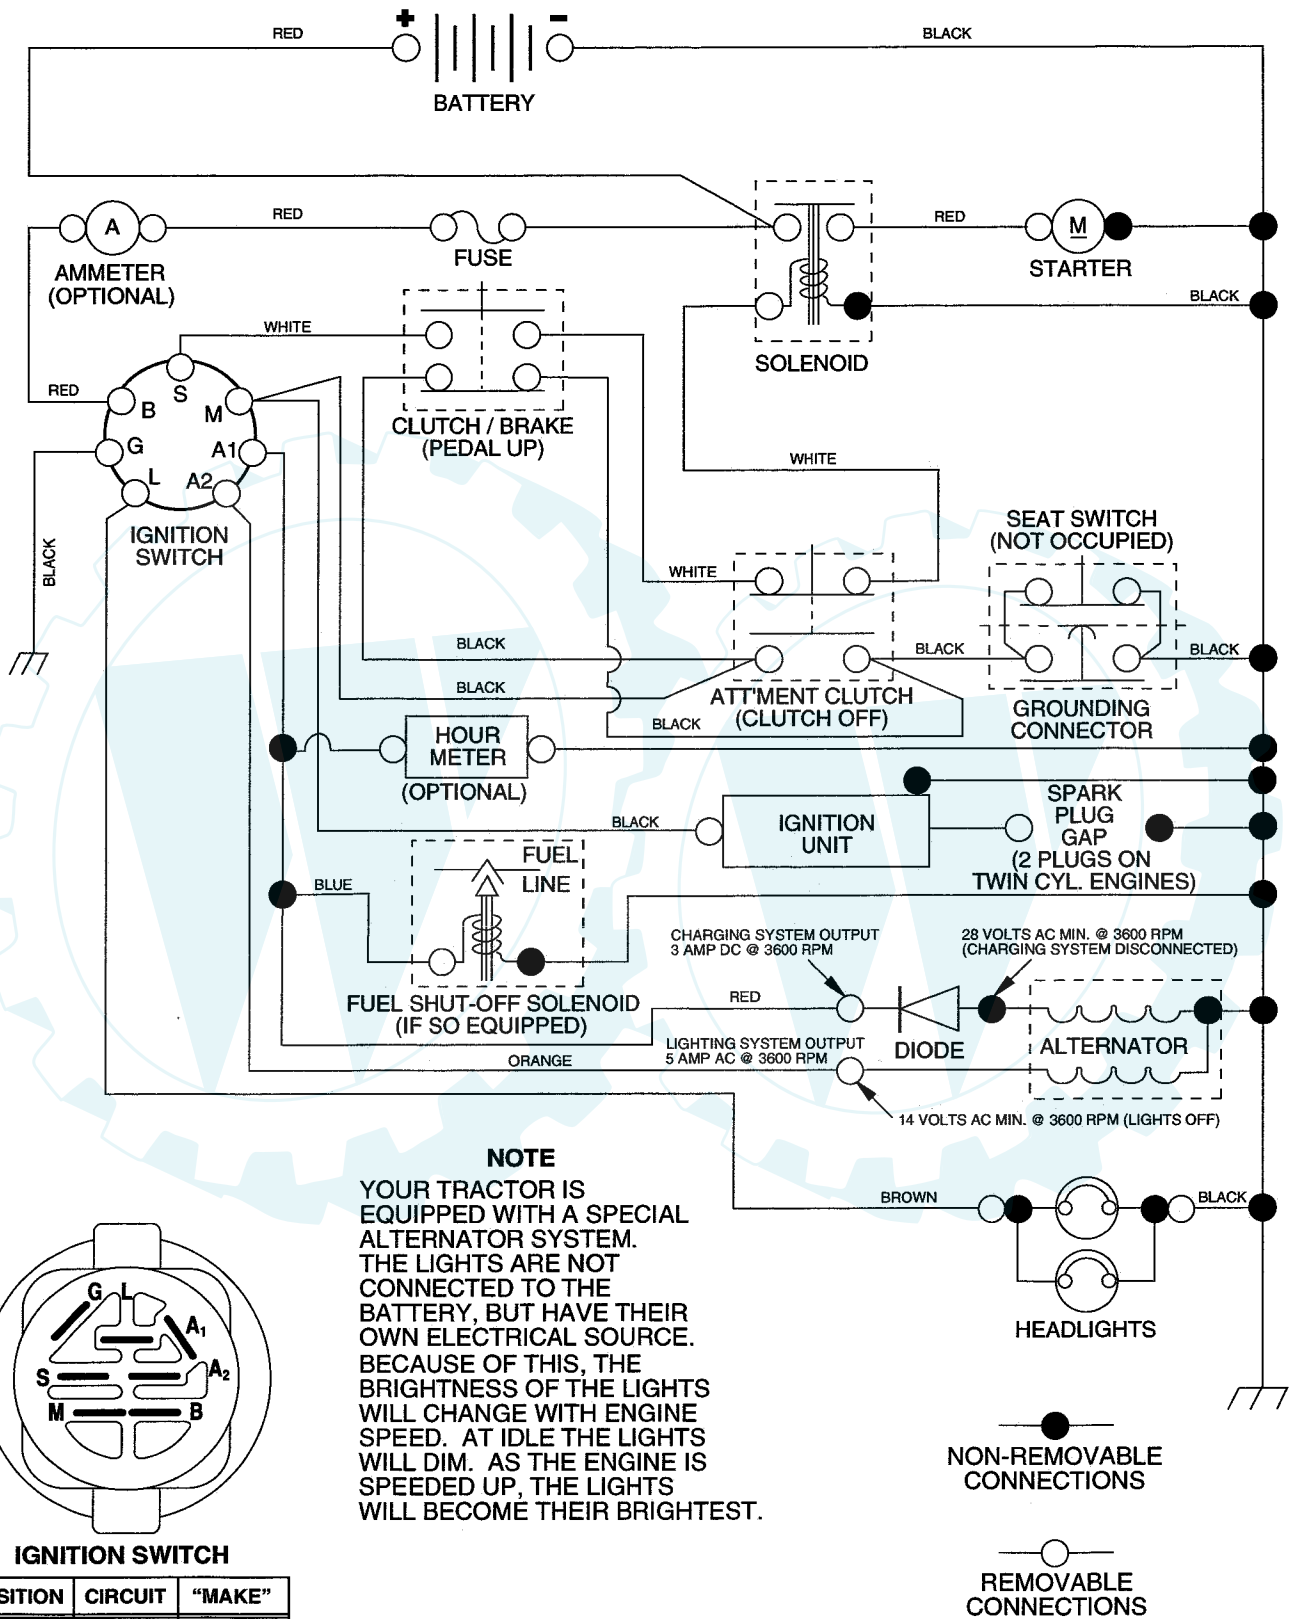 + -
RED
BLACK
BATTERY
A
RED
RED
M
FUSE
STARTER
AMMETER
(OPTIONAL)
BLACK
WHITE
SOLENOID
RED
B
S
M
G
A1
L
A2
CLUTCH / BRAKE
(PEDAL UP)
WHITE
IGNITION
SWITCH
BLACK
SEAT SWITCH
(NOT OCCUPIED)
WHITE
BLACK
BLACK
BLACK
BLACK
ATT'MENT CLUTCH
(CLUTCH OFF)
BLACK
GROUNDING
CONNECTOR
HOUR
METER
(OPTIONAL)
BLACK
IGNITION
UNIT
SPARK
PLUG
GAP
(2 PLUGS ON
TWIN CYL. ENGINES)
FUEL
LINE
BLUE
CHARGING SYSTEM OUTPUT
3 AMP DC @ 3600 RPM
28 VOLTS AC MIN. @ 3600 RPM
(CHARGING SYSTEM DISCONNECTED)
FUEL SHUT-OFF SOLENOID
(IF SO EQUIPPED)
RED
DIODE
ALTERNATOR
LIGHTING SYSTEM OUTPUT
5 AMP AC @ 3600 RPM
ORANGE
14 VOLTS AC MIN. @ 3600 RPM (LIGHTS OFF)
NOTE
YOUR TRACTOR IS
EQUIPPED WITH A SPECIAL
ALTERNATOR SYSTEM.
THE LIGHTS ARE NOT
CONNECTED TO THE
BATTERY, BUT HAVE THEIR
OWN ELECTRICAL SOURCE.
BECAUSE OF THIS, THE
BRIGHTNESS OF THE LIGHTS
WILL CHANGE WITH ENGINE
SPEED. AT IDLE THE LIGHTS
WILL DIM. AS THE ENGINE IS
SPEEDED UP, THE LIGHTS
WILL BECOME THEIR BRIGHTEST.
BROWN
BLACK
HEADLIGHTS
G L
A1
S
A2
M
B
IGNITION SWITCH
SITION CIRCUIT "MAKE"
NON-REMOVABLE
CONNECTIONS
REMOVABLE
CONNECTIONS